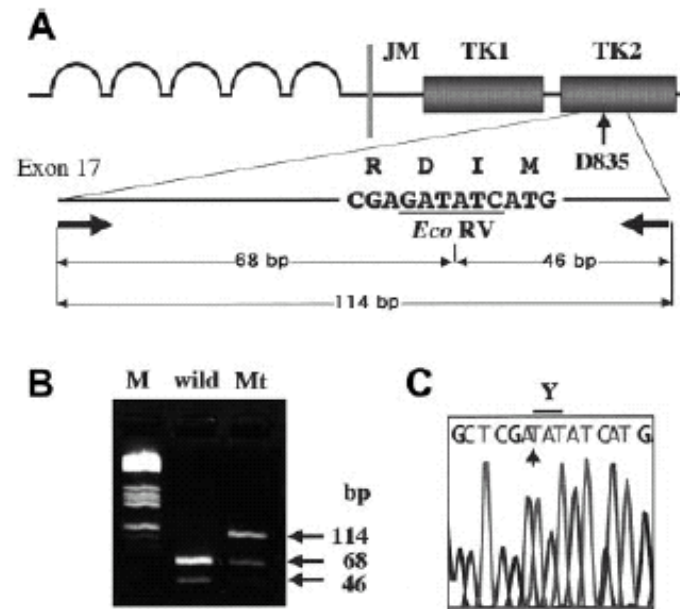 A
JM TK1 TK2
D835
Exon 17
R D I M
CGAGATATCATG
Eco RV
68 bp 46 bp
114 bp
B
M wild Mt
bp
114
68
46
C
Y
GCTCGATATATCATG